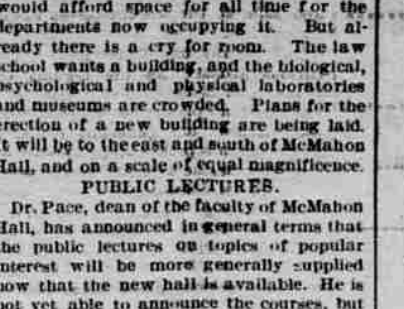 would afford space for all time for the
departments now occupying it. But al-
ready there is a cry for room. The law
school wants a building, and the biological,
psychological and physical laboratories
and museums are crowded. Plans for the
erection of a new building are being laid.
It will be to the east and south of McMahon
Hall, and on a scale of equal magnificence.
PUBLIC LECTURES.
Dr. Pace, dean of the faculty of McMahon
Hall, has announced in general terms that
the public lectures on topics of popular
interest will be more generally supplied
now that the new hall is available. He is
not yet able to announce the courses, but